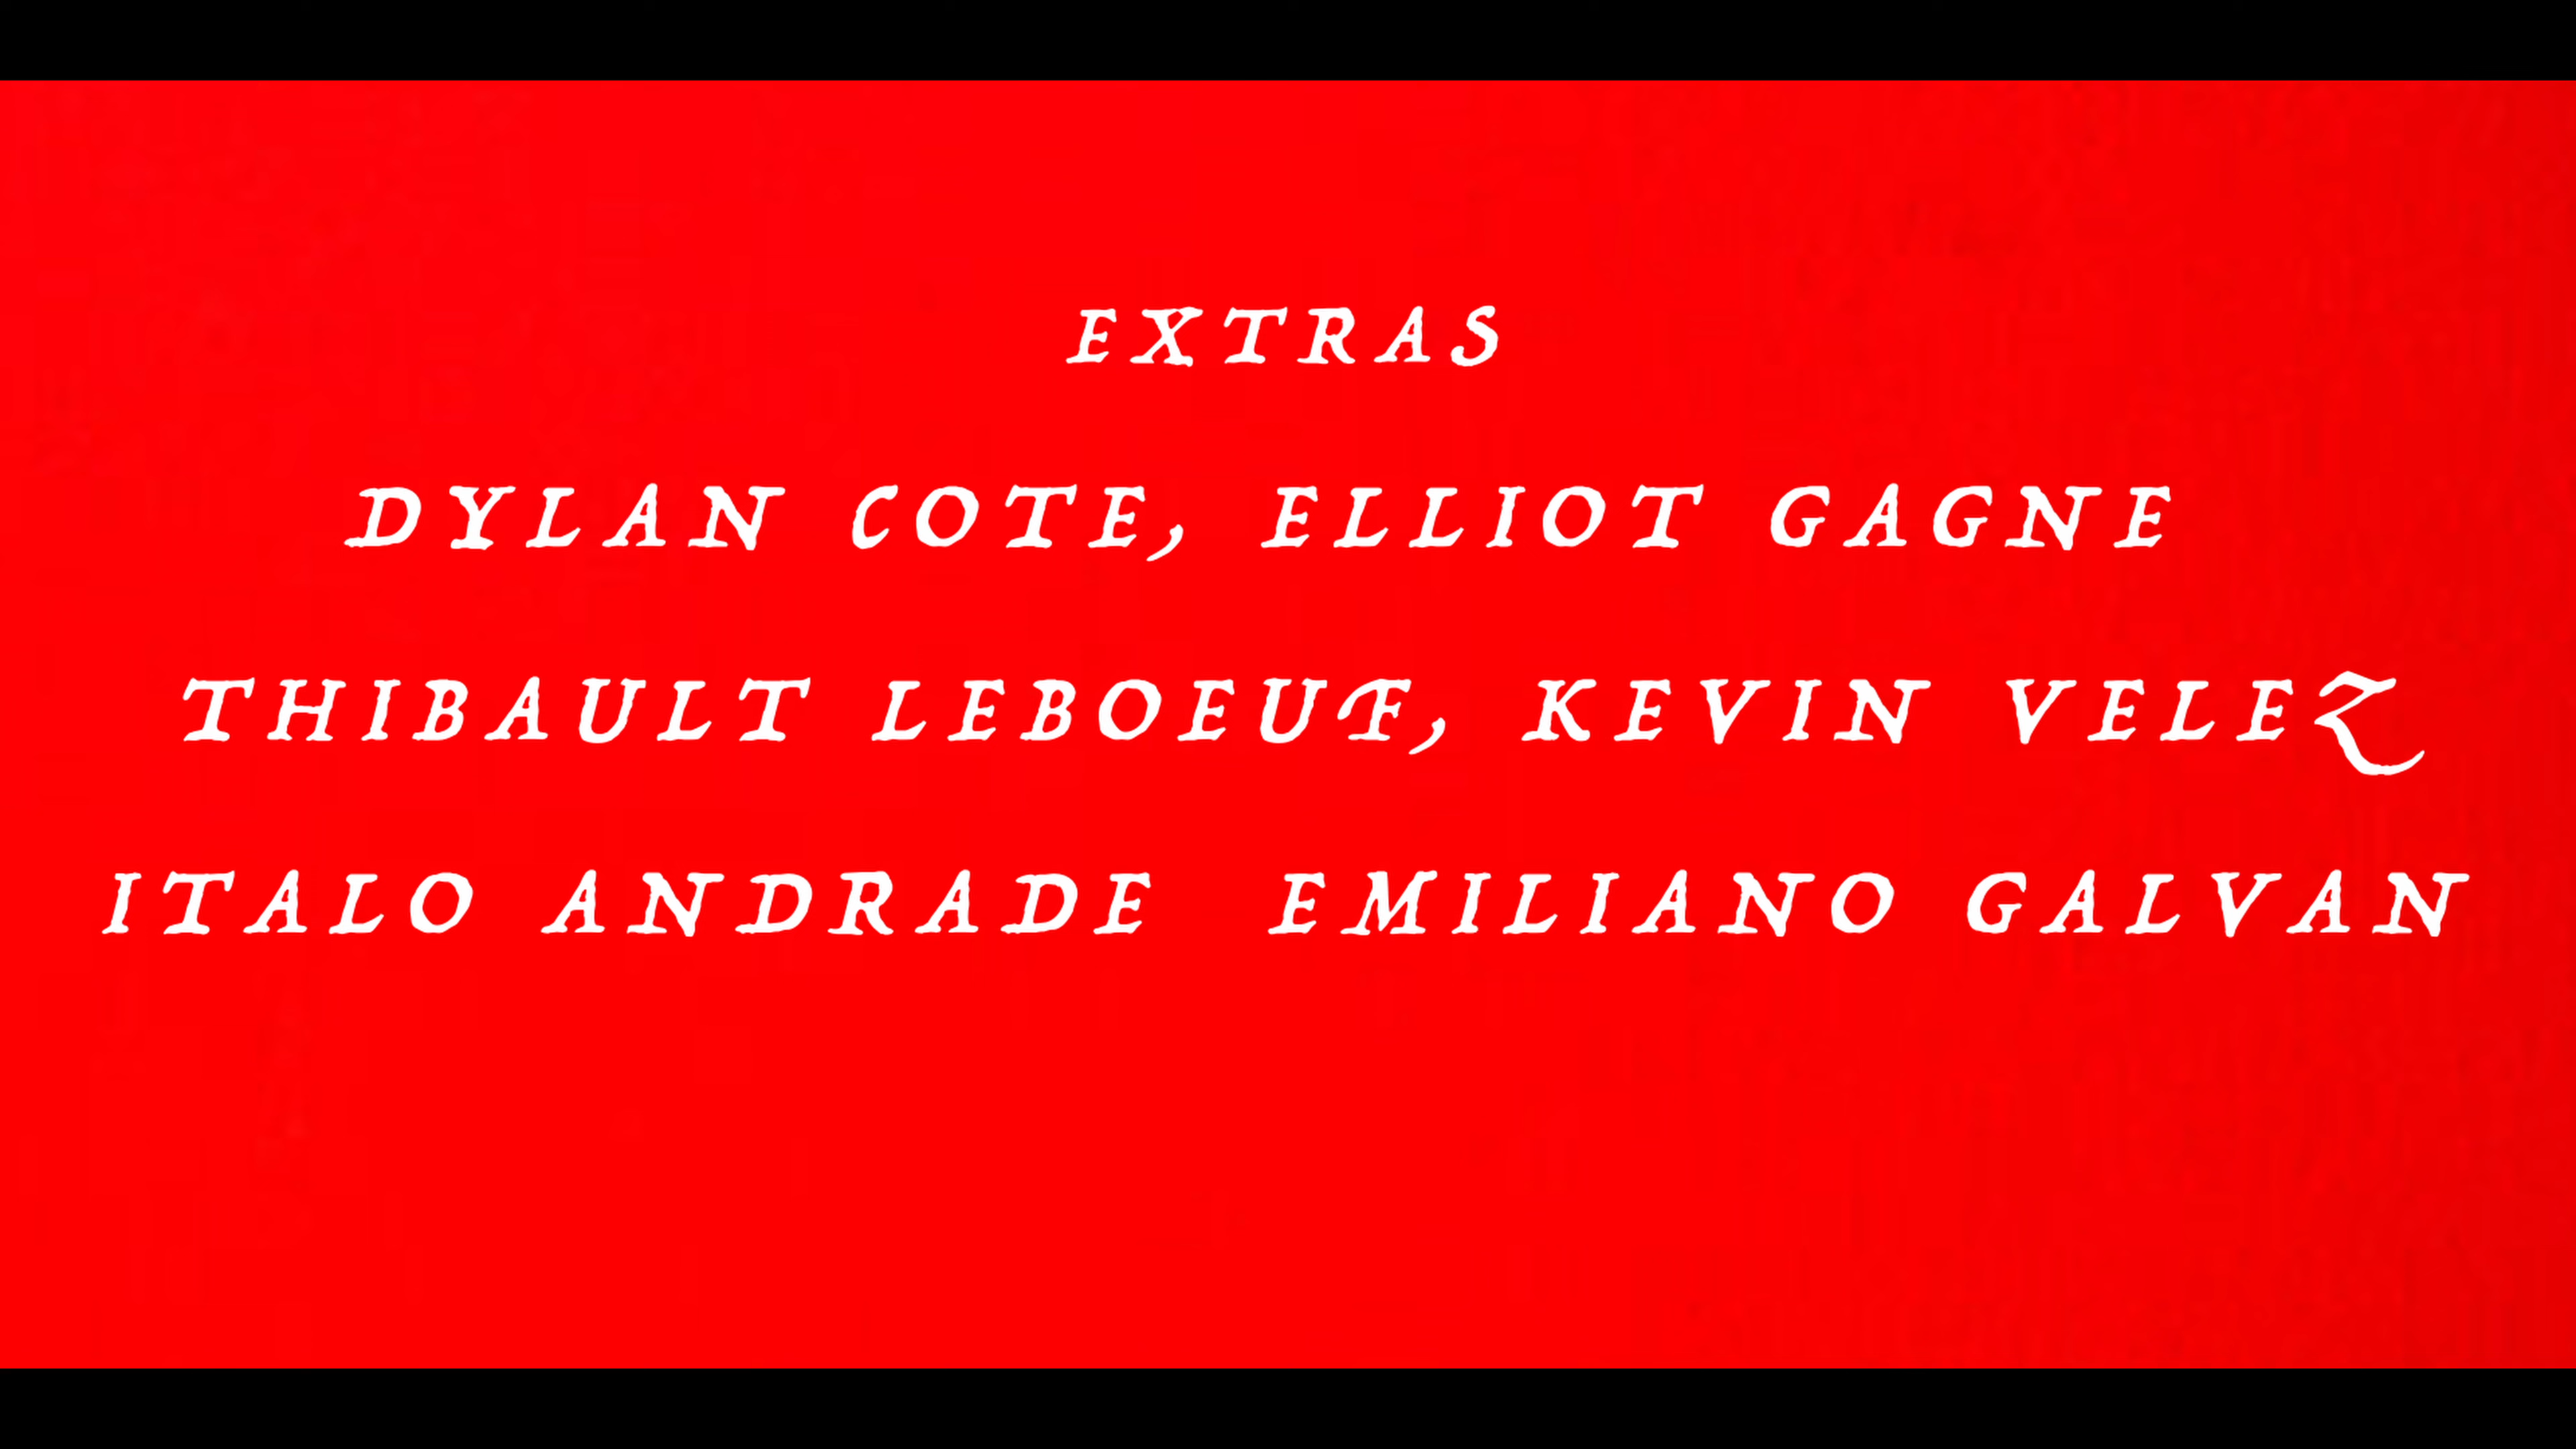 EXTRAS
DYLAN COTE, ELLIOT GAGNE
THIBAULT LEBOEUF, KEVIN VELEZ
ITALO ANDRADE EMILIANO GALVAN